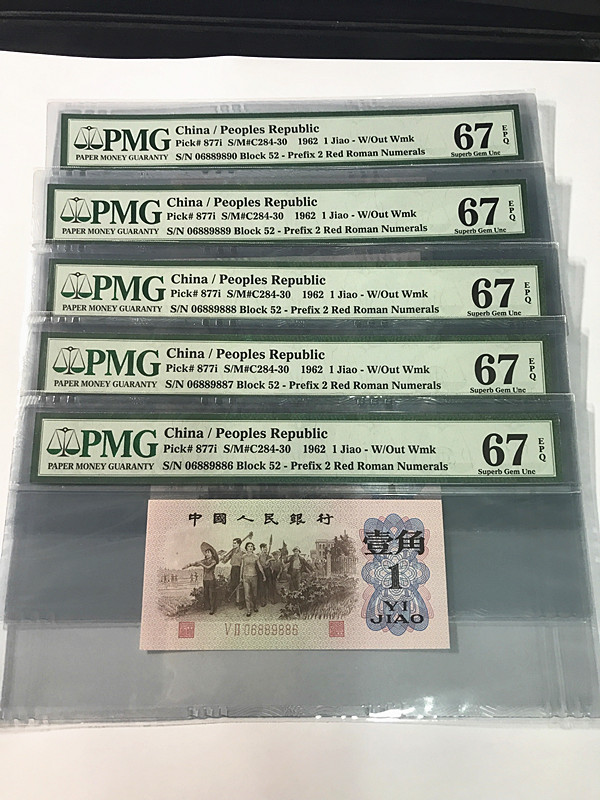 PMG China / Peoples Republic 67 EPQ
Pick# 877i S/M#C284-30 1962 1 Jiao - W/Out Wmk
PAPER MONEY GUARANTY S/N 06889890 Block 52 - Prefix 2 Red Roman Numerals Superb Gem Unc
PMG China / Peoples Republic 67 EPQ
Pick# 877i S/M#C284-30 1962 1 Jiao - W/Out Wmk
PAPER MONEY GUARANTY S/N 06889889 Block 52 - Prefix 2 Red Roman Numerals Superb Gem Unc
PMG China / Peoples Republic 67 EPQ
Pick# 877i S/M#C284-30 1962 1 Jiao - W/Out Wmk
PAPER MONEY GUARANTY S/N 06889888 Block 52 - Prefix 2 Red Roman Numerals Superb Gem Unc
PMG China / Peoples Republic 67 EPQ
Pick# 877i S/M#C284-30 1962 1 Jiao - W/Out Wmk
PAPER MONEY GUARANTY S/N 06889887 Block 52 - Prefix 2 Red Roman Numerals Superb Gem Unc
PMG China / Peoples Republic 67 EPQ
Pick# 877i S/M#C284-30 1962 1 Jiao - W/Out Wmk
PAPER MONEY GUARANTY S/N 06889886 Block 52 - Prefix 2 Red Roman Numerals Superb Gem Unc
中國人民銀行
壹角
1
YI
JIAO
V II 06889886